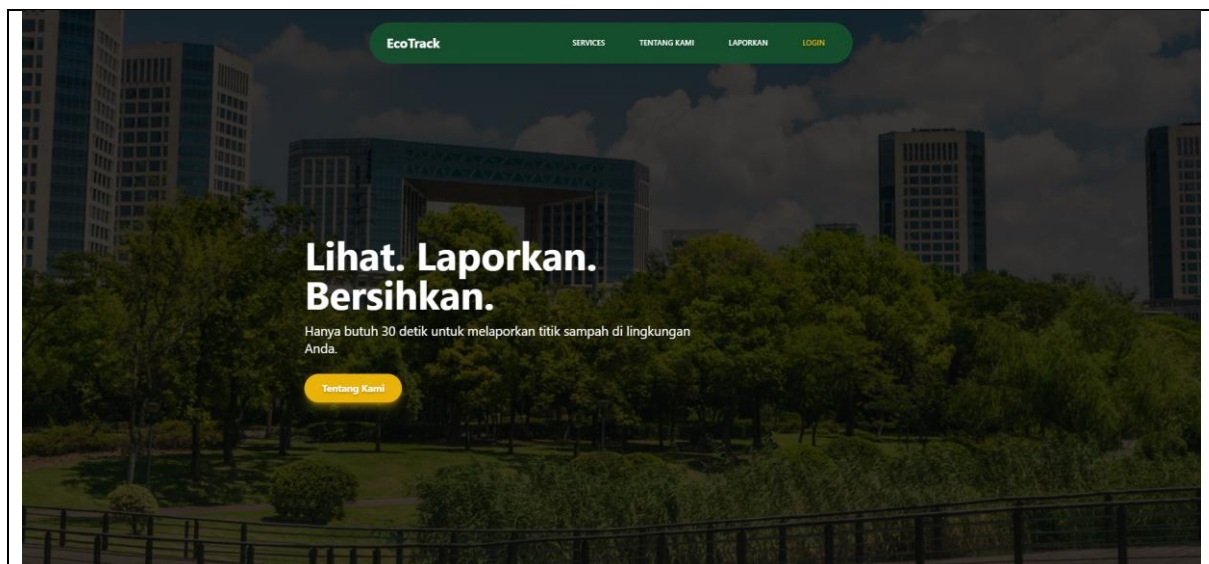 EcoTrack SERVICES TENTANG KAMI LAPORKAN LOGIN
Lihat. Laporkan.
Bersihkan.
Hanya butuh 30 detik untuk melaporkan titik sampah di lingkungan
Anda.
Tentang Kami